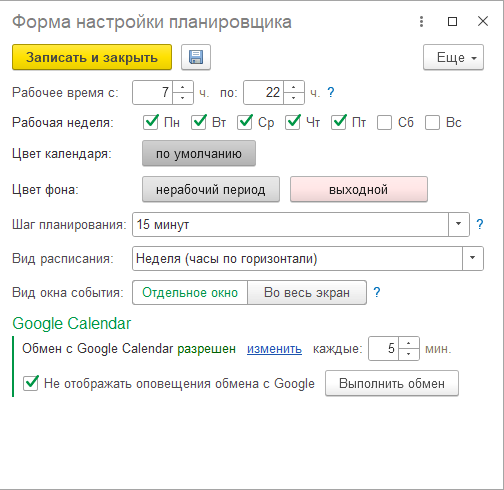 Форма настройки планировщика
Записать и закрыть Еще
Рабочее время с: 7 ч. по: 22 ч. ?
Рабочая неделя: Пн Вт Ср Чт Пт Сб Вс
Цвет календаря: по умолчанию
Цвет фона: нерабочий период выходной
Шаг планирования: 15 минут ?
Вид расписания: Неделя (часы по горизонтали)
Вид окна события: Отдельное окно Во весь экран ?
Google Calendar
Обмен с Google Calendar разрешен изменить каждые: 5 мин.
Не отображать оповещения обмена с Google Выполнить обмен